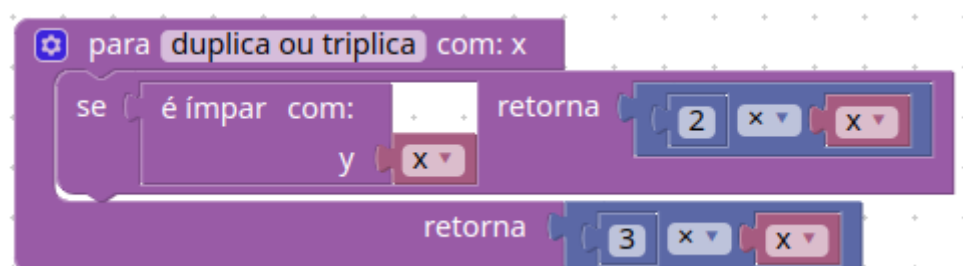 para duplica ou triplica com: x
se é ímpar com: retorna 2 × x
y x
retorna 3 × x